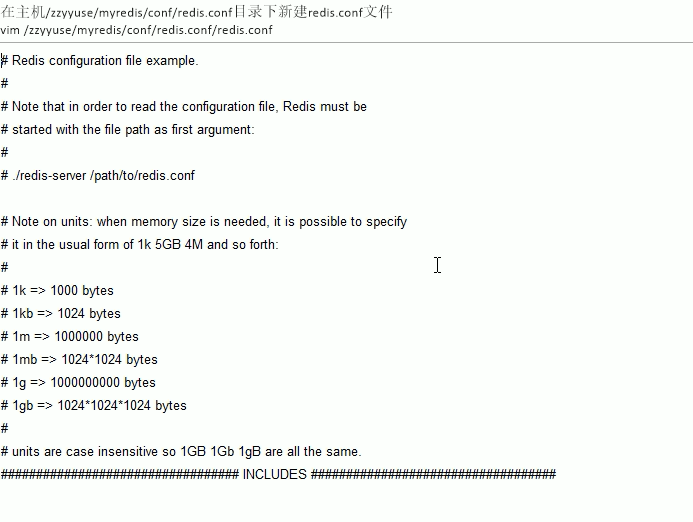 在主机/zzyyuse/myredis/conf/redis.conf目录下新建redis.conf文件
vim /zzyyuse/myredis/conf/redis.conf/redis.conf
# Redis configuration file example.
#
# Note that in order to read the configuration file, Redis must be
# started with the file path as first argument:
#
# ./redis-server /path/to/redis.conf
# Note on units: when memory size is needed, it is possible to specify
# it in the usual form of 1k 5GB 4M and so forth:
#
# 1k => 1000 bytes
# 1kb => 1024 bytes
# 1m => 1000000 bytes
# 1mb => 1024*1024 bytes
# 1g => 1000000000 bytes
# 1gb => 1024*1024*1024 bytes
#
# units are case insensitive so 1GB 1Gb 1gB are all the same.
################################## INCLUDES ###################################